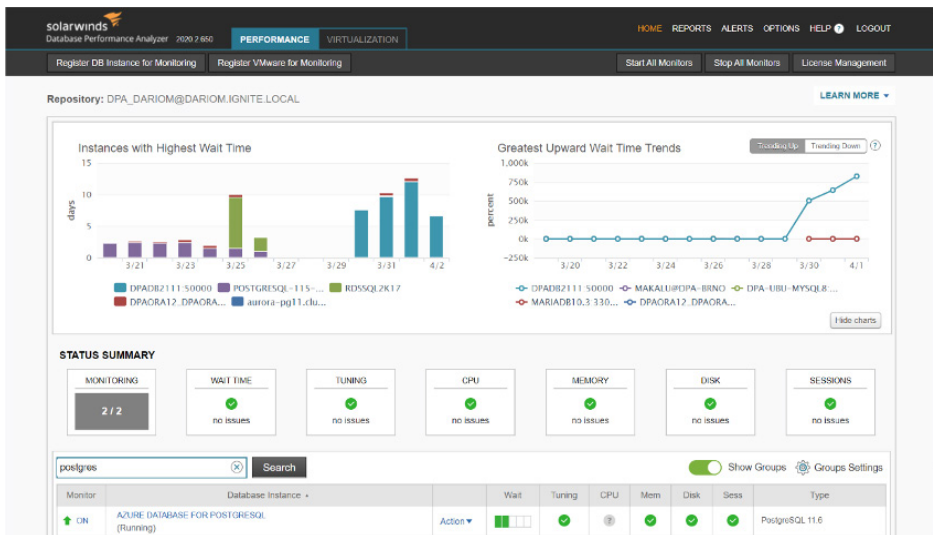 solarwinds
Database Performance Analyzer 2020.2.650
PERFORMANCE VIRTUALIZATION
HOME REPORTS ALERTS OPTIONS HELP ? LOGOUT
Register DB Instance for Monitoring Register VMware for Monitoring
Start All Monitors Stop All Monitors License Management
Repository: DPA_DARIOM@DARIOM.IGNITE.LOCAL
LEARN MORE
Instances with Highest Wait Time
15
10
5
0
days
3/21 3/23 3/25 3/27 3/29 3/31 4/2
DPADB2111:50000 POSTGRESQL-115-... RDSSQL2K17
DPAORA12_DPAORA... aurora-pg11.clu...
Greatest Upward Wait Time Trends
Trending Up Trending Down ?
1,000k
750k
500k
250k
0k
-250k
percent
3/20 3/22 3/24 3/26 3/28 3/30 4/1
DPADB2111:50000 MAKALU@DPA-BRNO DPA-UBU-MYSQL8:...
MARIADB10.3:330... DPAORA12_DPAORA...
Hide charts
STATUS SUMMARY
MONITORING
2 / 2
WAIT TIME
no issues
TUNING
no issues
CPU
no issues
MEMORY
no issues
DISK
no issues
SESSIONS
no issues
postgres
Search
Show Groups Groups Settings
Monitor Database Instance Wait Tuning CPU Mem Disk Sess Type
ON AZURE DATABASE FOR POSTGRESQL Action ? PostgreSQL 11.6
(Running)